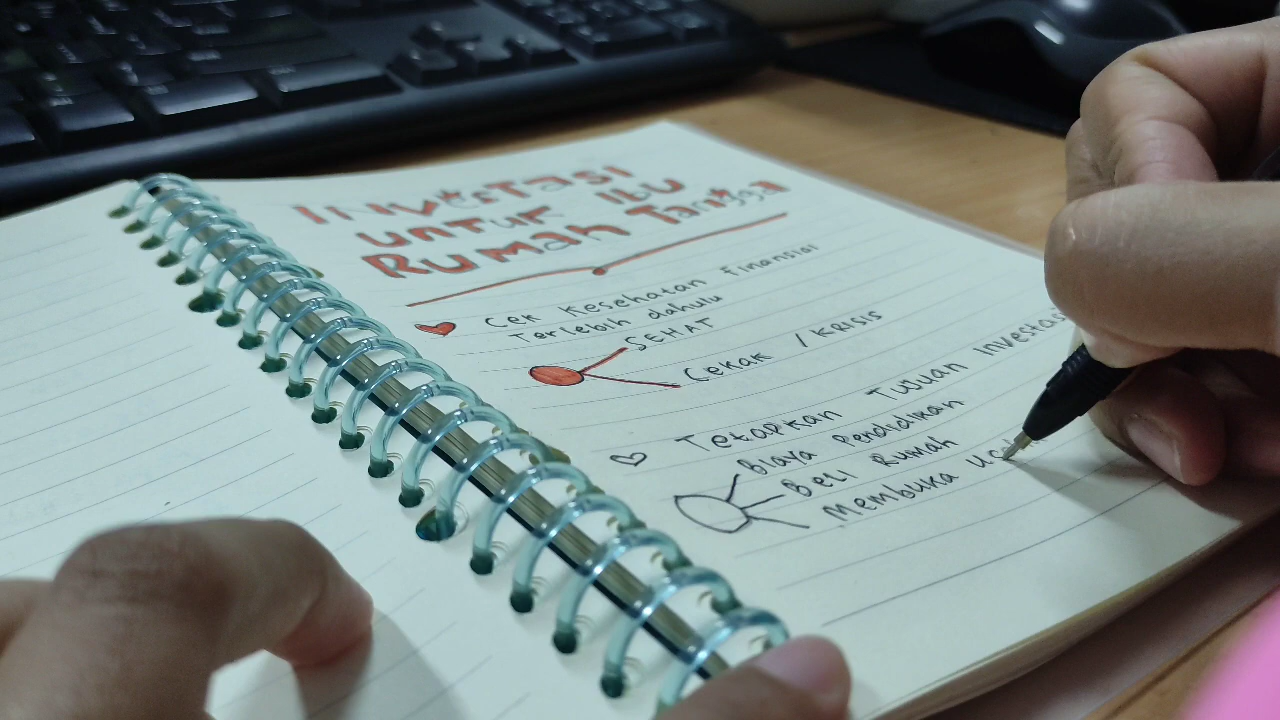 INVESTASI
UNTUK IBU
RUMAH TANGGA
CEK KESEHATAN FINANSIAL
TERLEBIH DAHULU
SEHAT
CEKAK / KRISIS
TETAPKAN TUJUAN INVESTASI
BIAYA PENDIDIKAN
BELI RUMAH
MEMBUKA